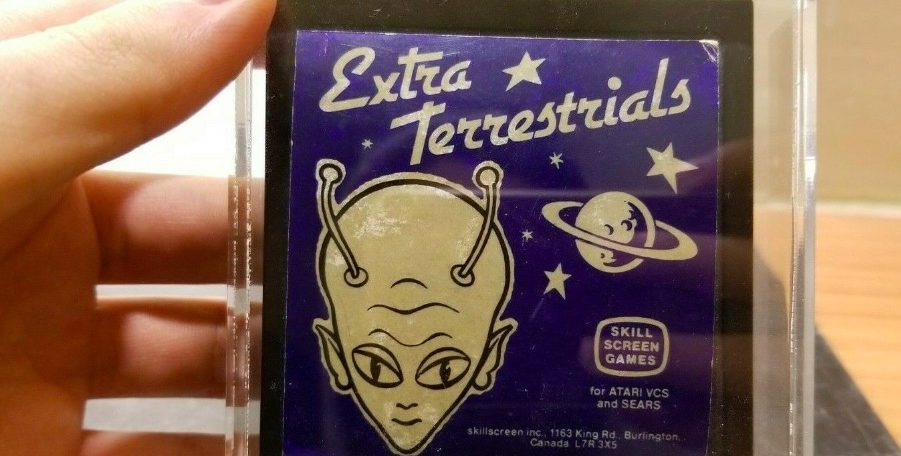 Extra
Terrestrials
SKILL
SCREEN
GAMES
for ATARI VCS
and SEARS
skillscreen inc., 1163 King Rd., Burlington,
Canada L7R 3X5